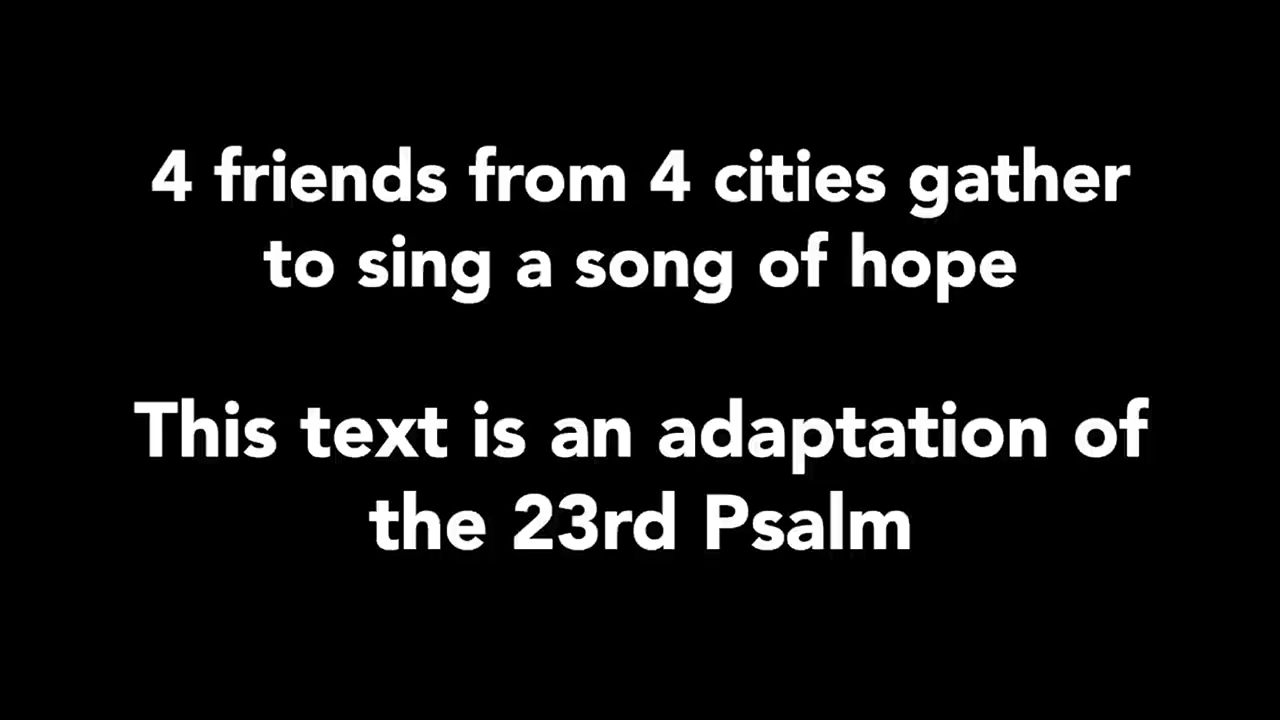 4 friends from 4 cities gather
to sing a song of hope
This text is an adaptation of
the 23rd Psalm